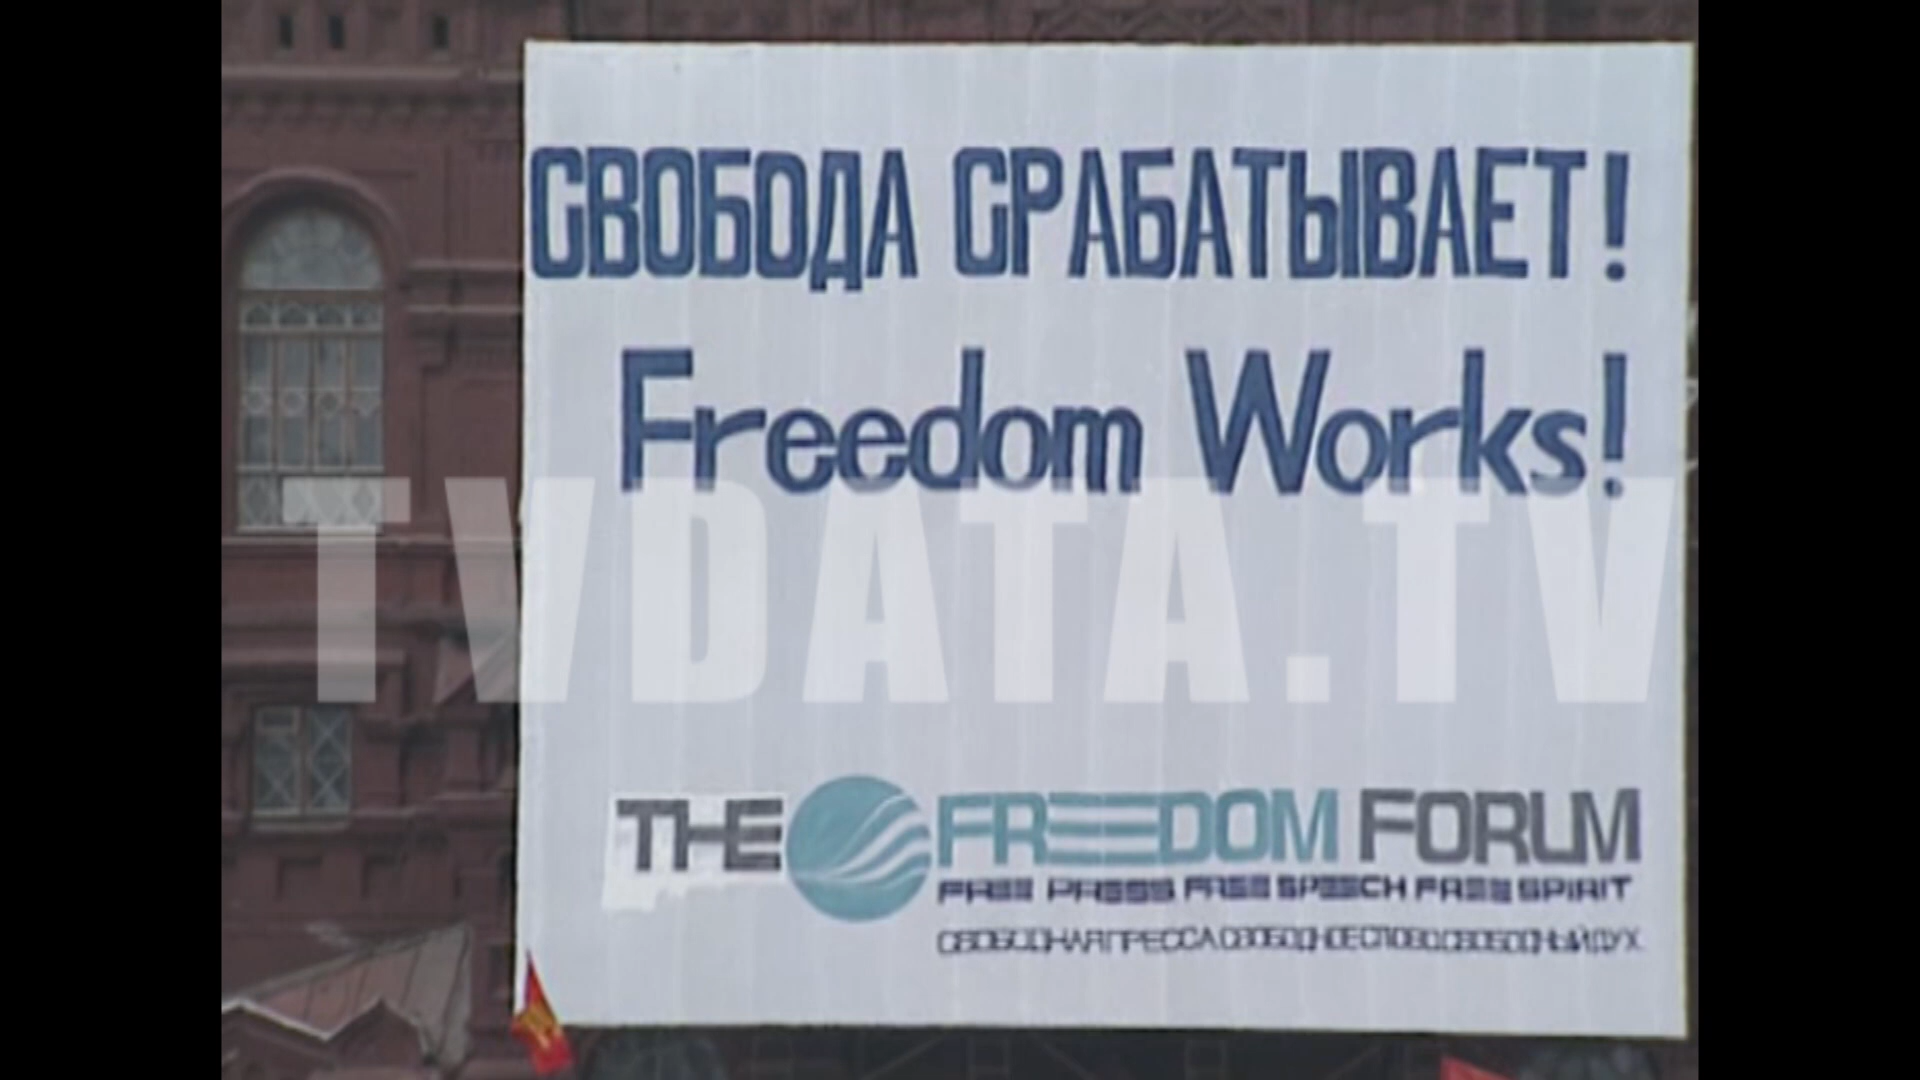 СВОБОДА СРАБАТЫВАЕТ!
Freedom Works!
TVDATA.TV
THE FREEDOM FORUM
FREE PRESS FREE SPEECH FREE SPIRIT
СВОБОДНАЯ ПРЕССА СВОБОДНОЕ СЛОВО СВОБОДНЫЙ ДУХ